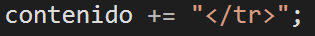 contenido += "</tr>";